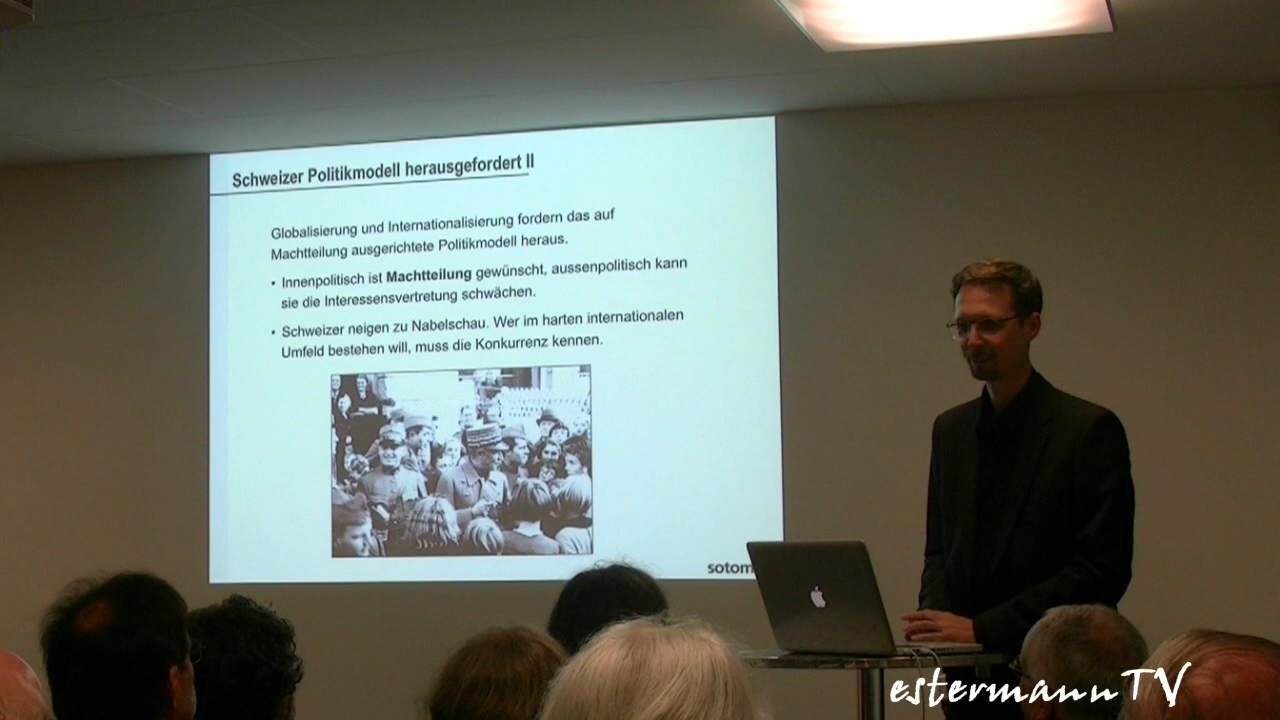 Schweizer Politikmodell herausgefordert II
Globalisierung und Internationalisierung fordern das auf
Machtteilung ausgerichtete Politikmodell heraus.
• Innenpolitisch ist Machtteilung gewünscht, aussenpolitisch kann
sie die Interessensvertretung schwächen.
• Schweizer neigen zu Nabelschau. Wer im harten internationalen
Umfeld bestehen will, muss die Konkurrenz kennen.
sotom
estermannTV